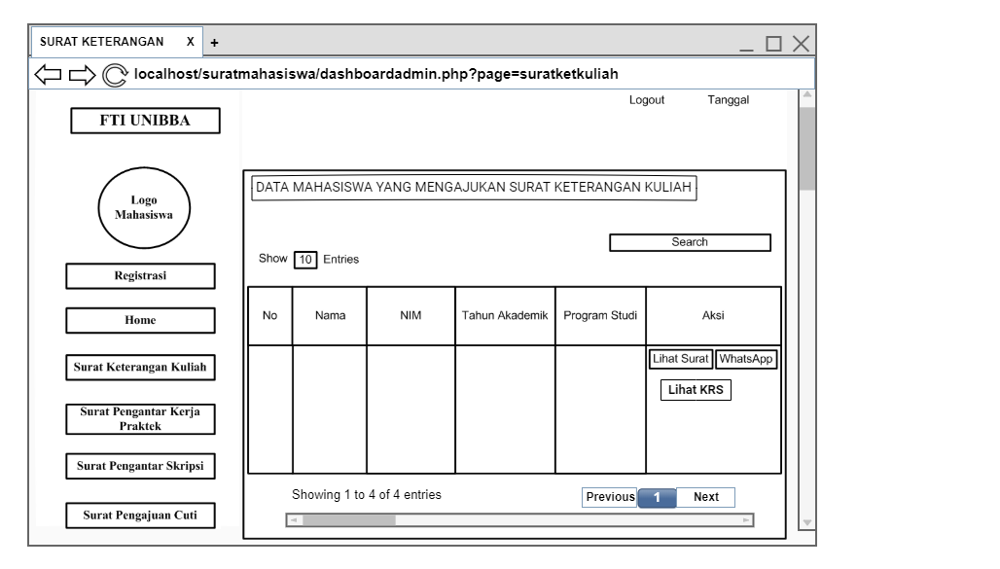 SURAT KETERANGAN X +
localhost/suratmahasiswa/dashboardadmin.php?page=suratketkuliah
Logout Tanggal
FTI UNIBBA
Logo
Mahasiswa
Registrasi
Home
Surat Keterangan Kuliah
Surat Pengantar Kerja
Praktek
Surat Pengantar Skripsi
Surat Pengajuan Cuti
DATA MAHASISWA YANG MENGAJUKAN SURAT KETERANGAN KULIAH
Search
Show 10 Entries
No Nama NIM Tahun Akademik Program Studi Aksi
Lihat Surat WhatsApp
Lihat KRS
Showing 1 to 4 of 4 entries
Previous 1 Next